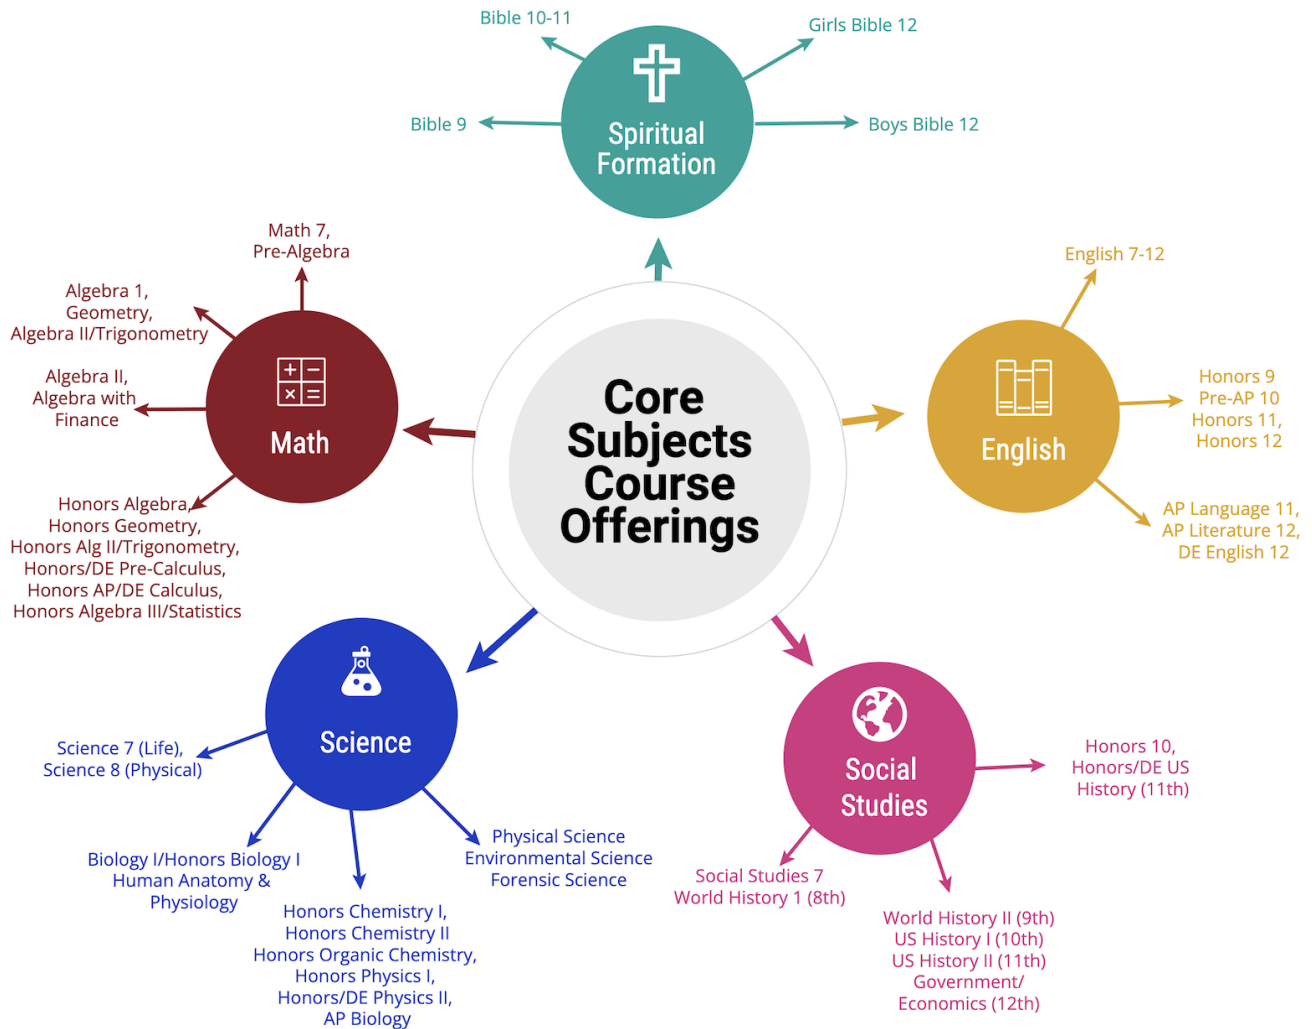 Bible 10-11
Girls Bible 12
Bible 9
Boys Bible 12
Spiritual
Formation
Math 7,
Pre-Algebra
Algebra 1,
Geometry,
Algebra II/Trigonometry
Algebra II,
Algebra with
Finance
Math
Honors Algebra,
Honors Geometry,
Honors Alg II/Trigonometry,
Honors/DE Pre-Calculus,
Honors AP/DE Calculus,
Honors Algebra III/Statistics
Core
Subjects
Course
Offerings
English 7-12
English
Honors 9
Pre-AP 10
Honors 11,
Honors 12
AP Language 11,
AP Literature 12,
DE English 12
Science
Science 7 (Life),
Science 8 (Physical)
Biology I/Honors Biology I
Human Anatomy &
Physiology
Honors Chemistry I,
Honors Chemistry II
Honors Organic Chemistry,
Honors Physics I,
Honors/DE Physics II,
AP Biology
Physical Science
Environmental Science
Forensic Science
Social
Studies
Honors 10,
Honors/DE US
History (11th)
Social Studies 7
World History 1 (8th)
World History II (9th)
US History I (10th)
US History II (11th)
Government/
Economics (12th)